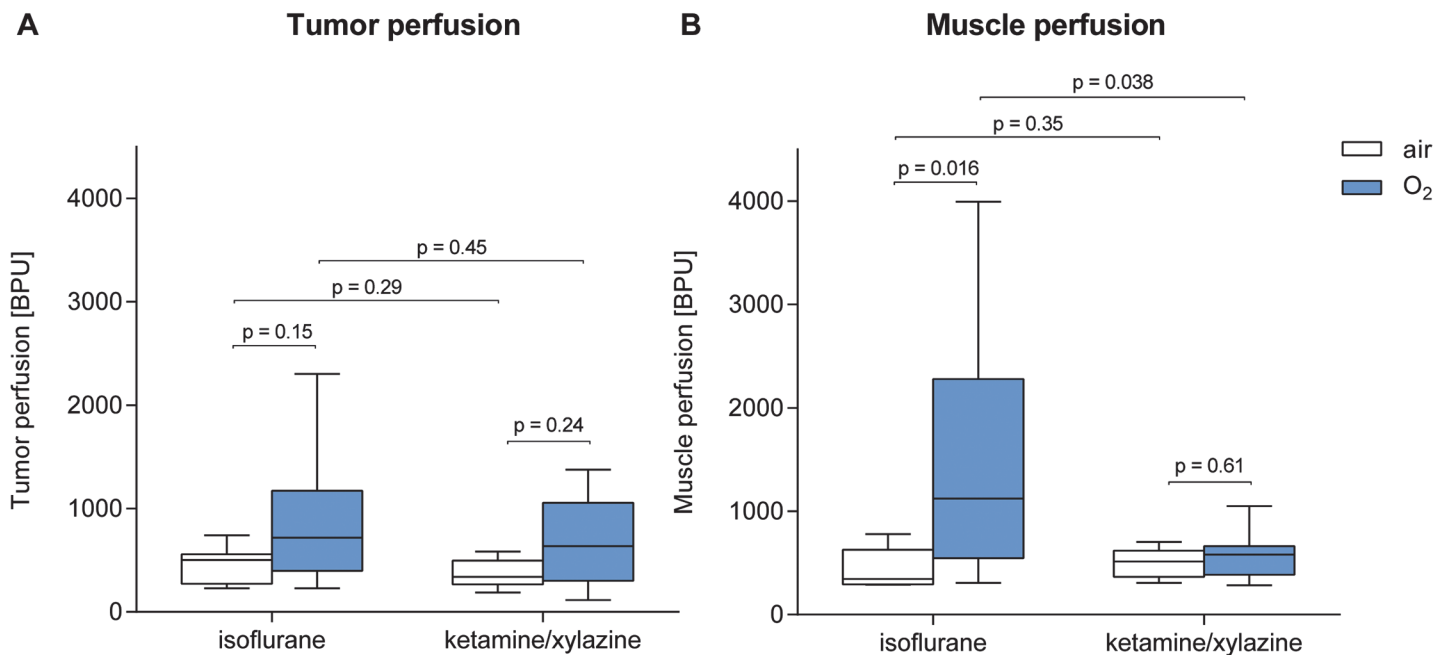 A
Tumor perfusion
B
Muscle perfusion
p = 0.038
p = 0.35
p = 0.016
air
O₂
4000
3000
2000
1000
0
Tumor perfusion [BPU]
p = 0.45
p = 0.29
p = 0.15
p = 0.24
isoflurane
ketamine/xylazine
4000
3000
2000
1000
0
Muscle perfusion [BPU]
p = 0.61
isoflurane
ketamine/xylazine